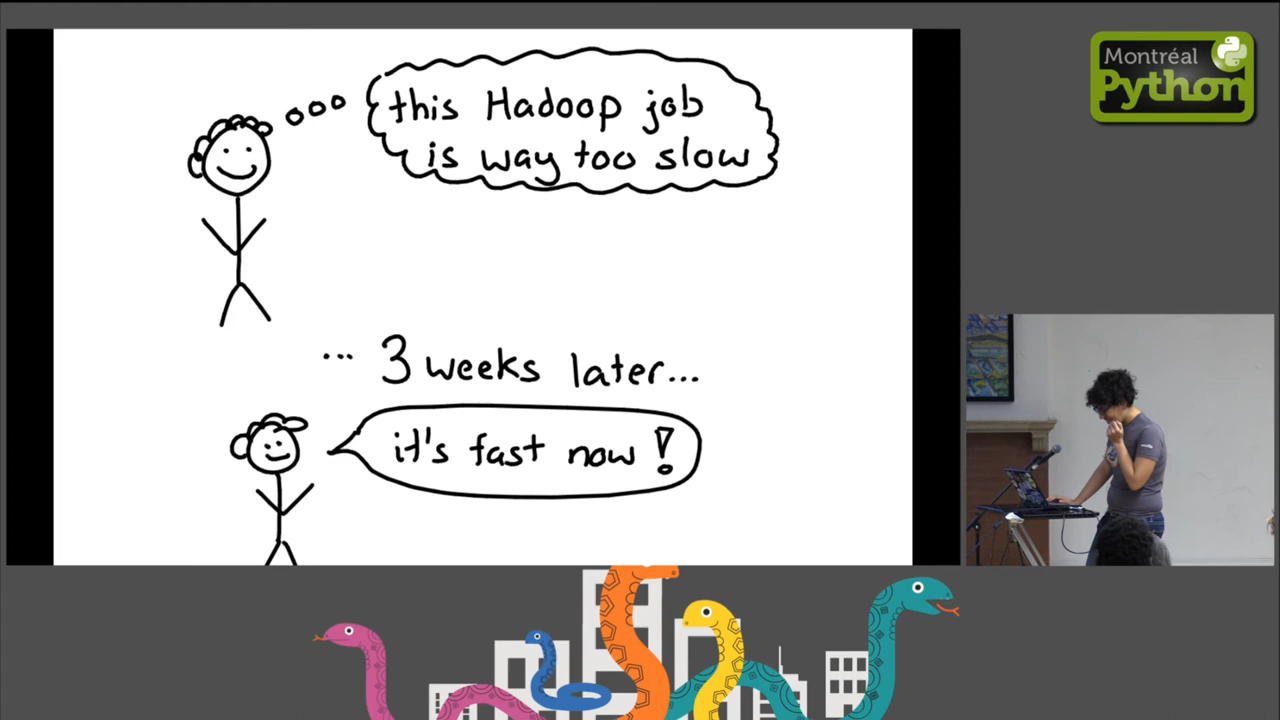 this Hadoop job
is way too slow
... 3 weeks later...
it's fast now!
Montréal
Python